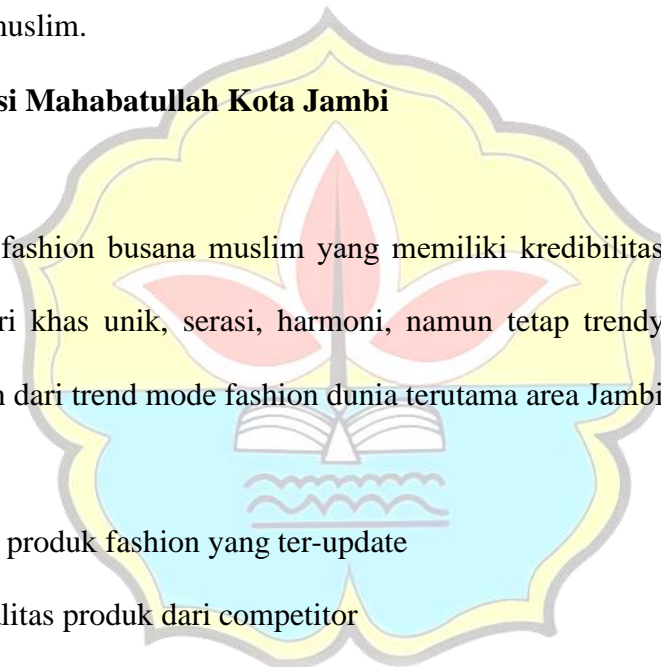 muslim.
si Mahabatullah Kota Jambi
fashion busana muslim yang memiliki kredibilitas
ri khas unik, serasi, harmoni, namun tetap trendy
n dari trend mode fashion dunia terutama area Jambi
produk fashion yang ter-update
alitas produk dari competitor